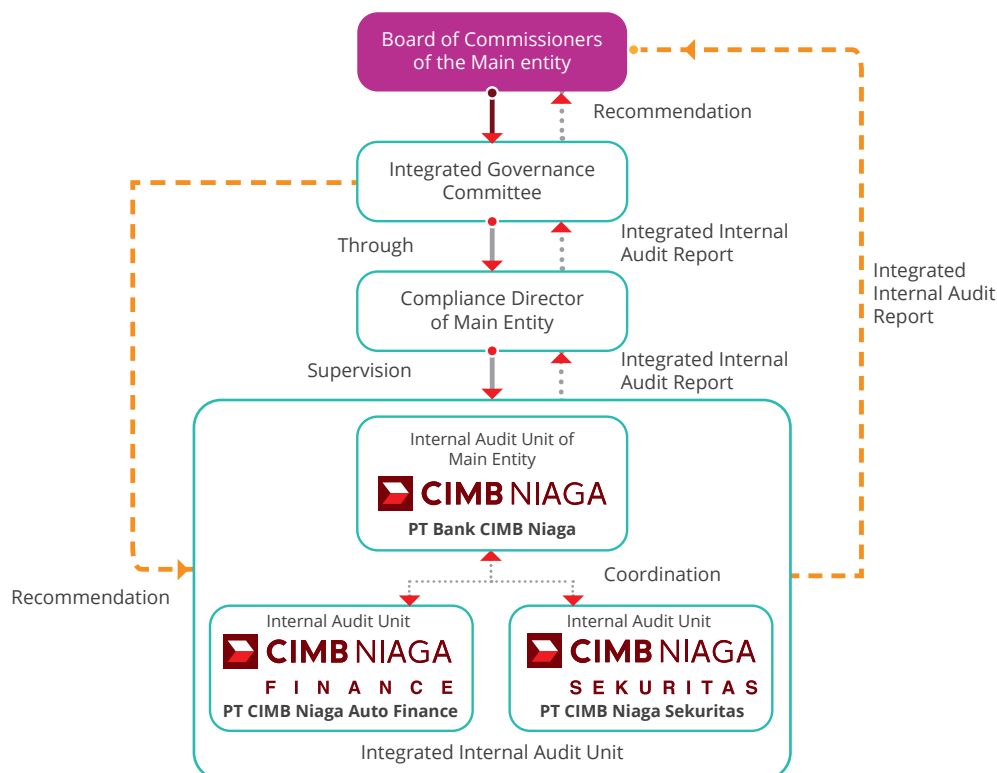 Board of Commissioners
of the Main entity
Recommendation
Integrated Governance
Committee
Through
Integrated Internal
Audit Report
Integrated
Internal Audit
Report
Compliance Director
of Main Entity
Supervision
Integrated Internal
Audit Report
Internal Audit Unit of
Main Entity
CIMB NIAGA
PT Bank CIMB Niaga
Coordination
Recommendation
Internal Audit Unit
CIMB NIAGA
FINANCE
PT CIMB Niaga Auto Finance
Internal Audit Unit
CIMB NIAGA
SEKURITAS
PT CIMB Niaga Sekuritas
Integrated Internal Audit Unit